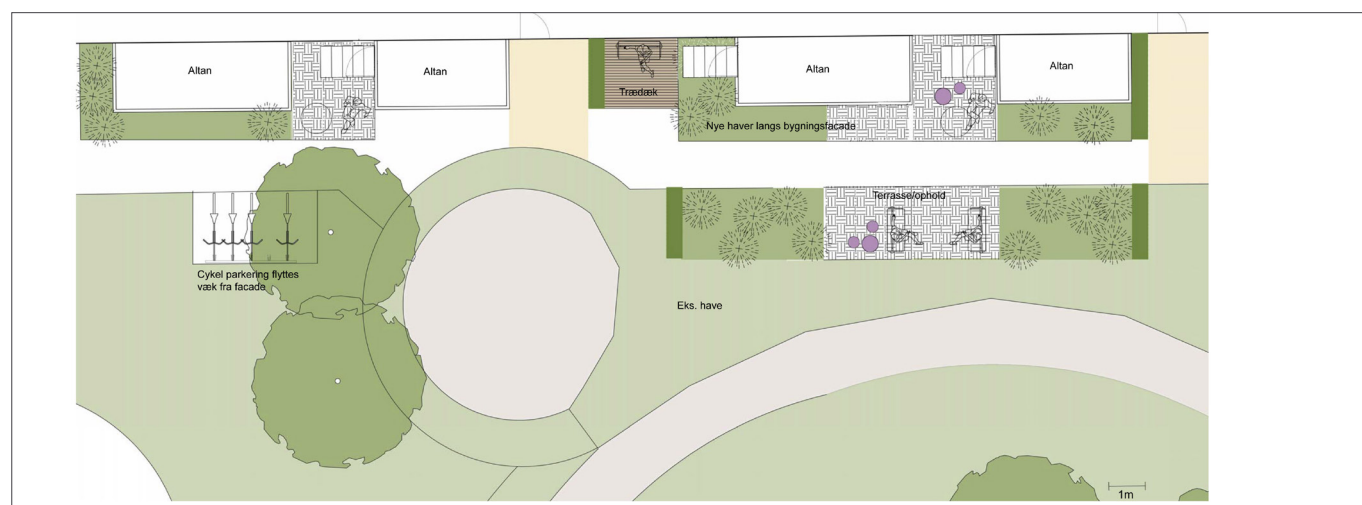 Altan
Altan
Trædæk
Altan
Altan
Nye haver langs bygningsfacade
Terrasse/ophold
Cykel parkering flyttes
væk fra facade
Eks. have
1m